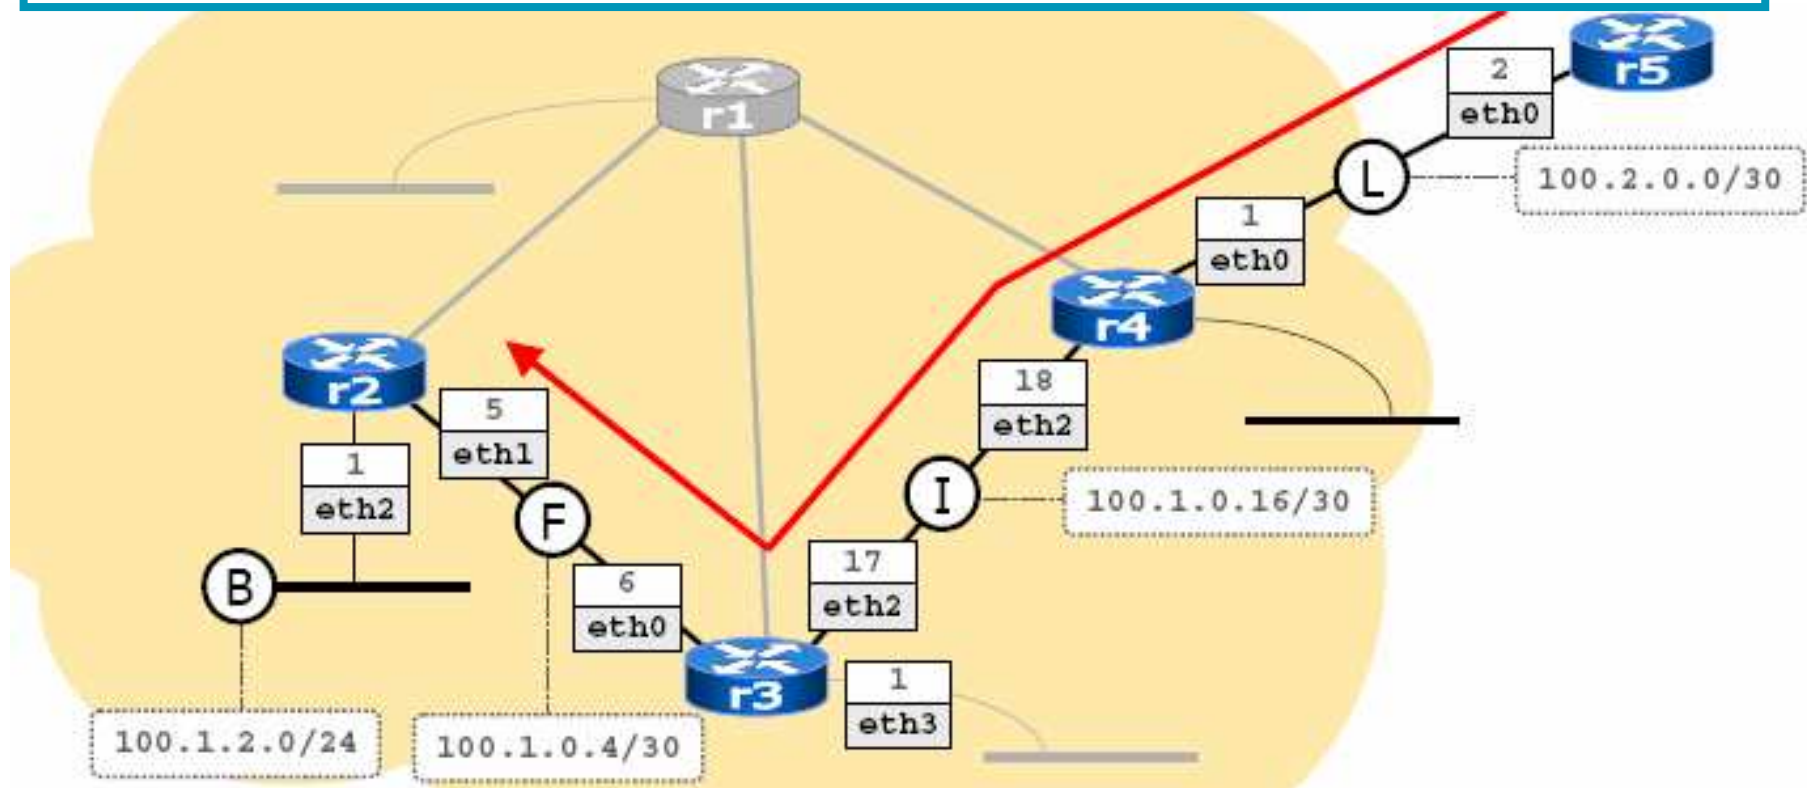 r1
2
eth0
r5
L
100.2.0.0/30
1
eth0
r4
r2
5
eth1
18
eth2
1
eth2
F
I
100.1.0.16/30
B
6
eth0
17
eth2
r3
1
eth3
100.1.2.0/24
100.1.0.4/30